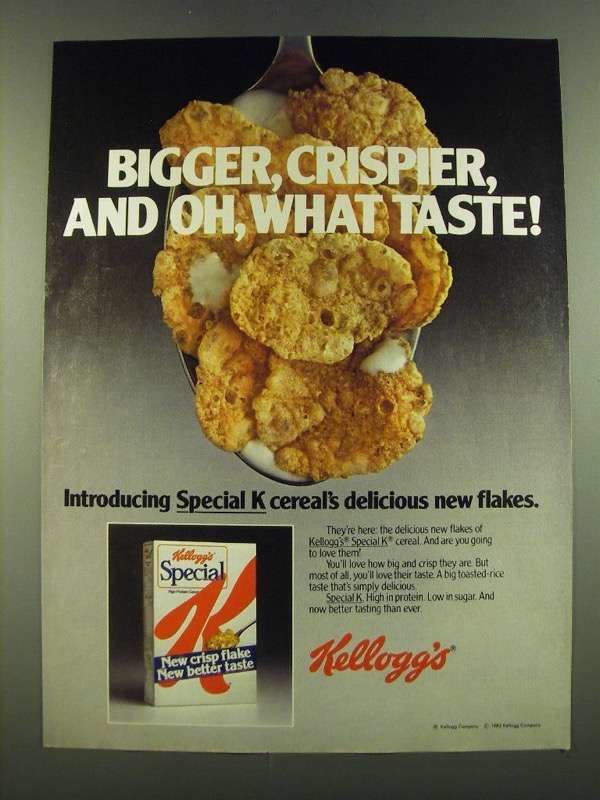 BIGGER, CRISPIER,
AND OH, WHAT TASTE!
Introducing Special K cereal's delicious new flakes.
Kellogg's®
Special
K
New crisp flake
New better taste
They're here: the delicious new flakes of
Kellogg's® Special K® cereal. And are you going
to love them!
You'll love how big and crisp they are. But
most of all, you'll love their taste. A big toasted-rice
taste that's simply delicious.
Special K. High in protein. Low in sugar. And
now better tasting than ever.
Kellogg's®
® Kellogg Company © Kellogg Company